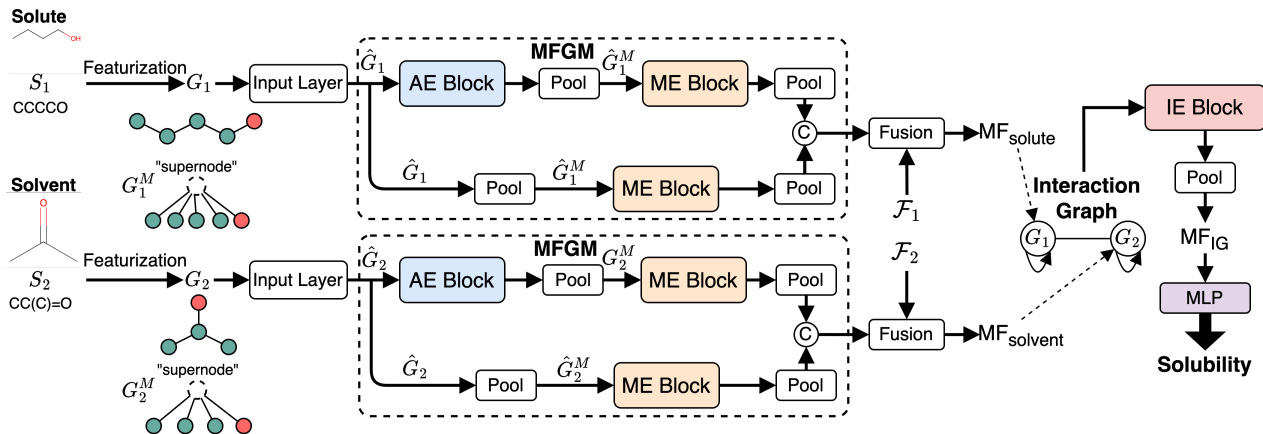 Solute
OH
S₁
CCCCO
Featurization
G₁
Input Layer
"supernode"
G₁ᴹ
MFGM
Ĝ₁
AE Block
Pool
Ĝ₁ᴹ
ME Block
Pool
C
Ĝ₁
Pool
Ĝ₁ᴹ
ME Block
Pool
Fusion
MF_solute
ℱ₁
Solvent
O
S₂
CC(C)=O
Featurization
G₂
Input Layer
"supernode"
G₂ᴹ
MFGM
Ĝ₂
AE Block
Pool
G₂ᴹ
ME Block
Pool
C
Ĝ₂
Pool
Ĝ₂ᴹ
ME Block
Pool
ℱ₂
Fusion
MF_solvent
Interaction
Graph
G₁
G₂
IE Block
Pool
MF_IG
MLP
Solubility